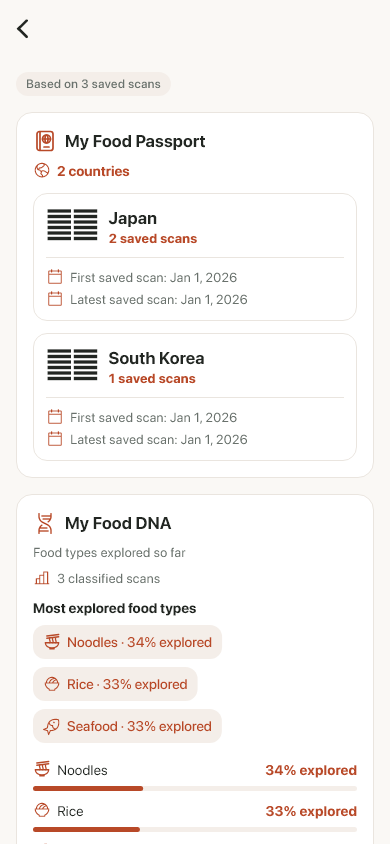 Based on 3 saved scans
My Food Passport
2 countries
Japan
2 saved scans
First saved scan: Jan 1, 2026
Latest saved scan: Jan 1, 2026
South Korea
1 saved scans
First saved scan: Jan 1, 2026
Latest saved scan: Jan 1, 2026
My Food DNA
Food types explored so far
3 classified scans
Most explored food types
Noodles · 34% explored
Rice · 33% explored
Seafood · 33% explored
Noodles 34% explored
Rice 33% explored